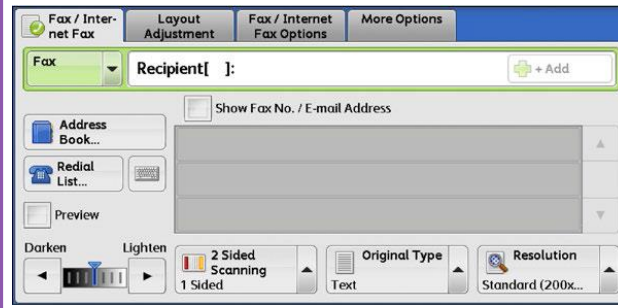 Fax / Inter-
net Fax
Layout
Adjustment
Fax / Internet
Fax Options
More Options
Fax
Recipient[ ]:
+ Add
Show Fax No. / E-mail Address
Address
Book...
Redial
List...
Preview
Darken
Lighten
2 Sided
Scanning
1 Sided
Original Type
Text
Resolution
Standard (200x...